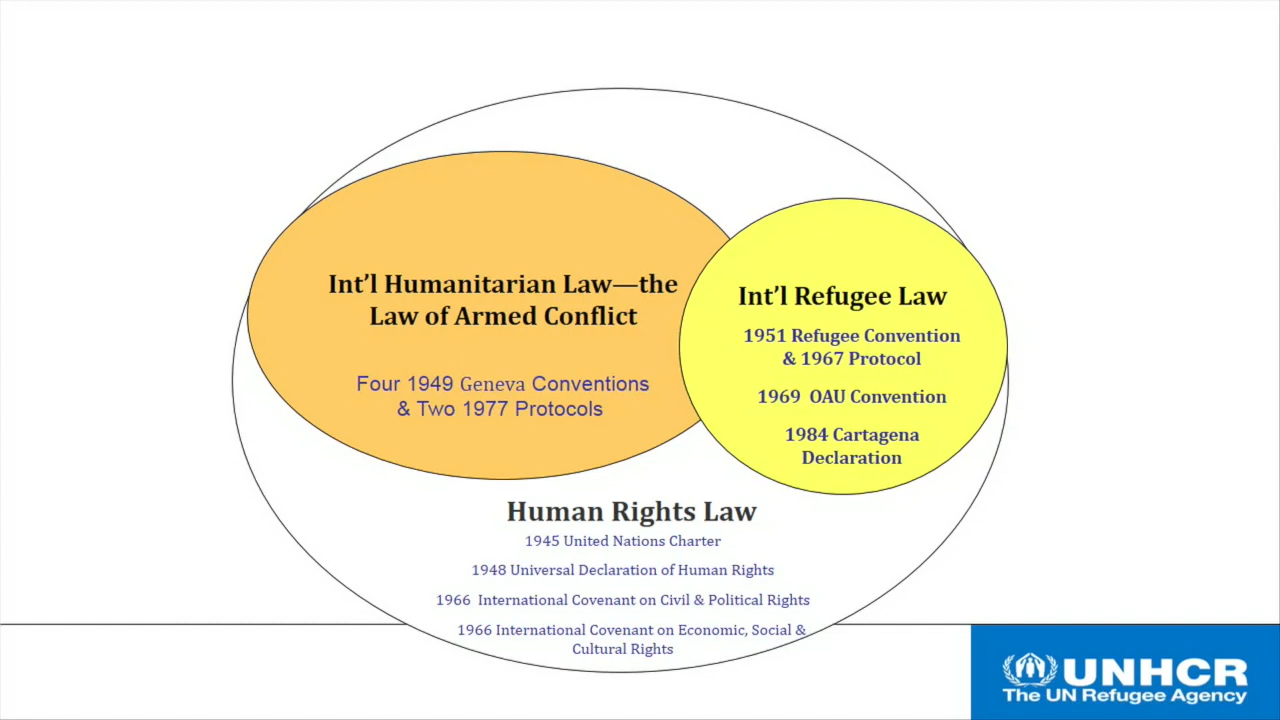 Int'l Humanitarian Law—the
Law of Armed Conflict
Four 1949 Geneva Conventions
& Two 1977 Protocols
Int'l Refugee Law
1951 Refugee Convention
& 1967 Protocol
1969 OAU Convention
1984 Cartagena
Declaration
Human Rights Law
1945 United Nations Charter
1948 Universal Declaration of Human Rights
1966 International Covenant on Civil & Political Rights
1966 International Covenant on Economic, Social &
Cultural Rights
UNHCR
The UN Refugee Agency